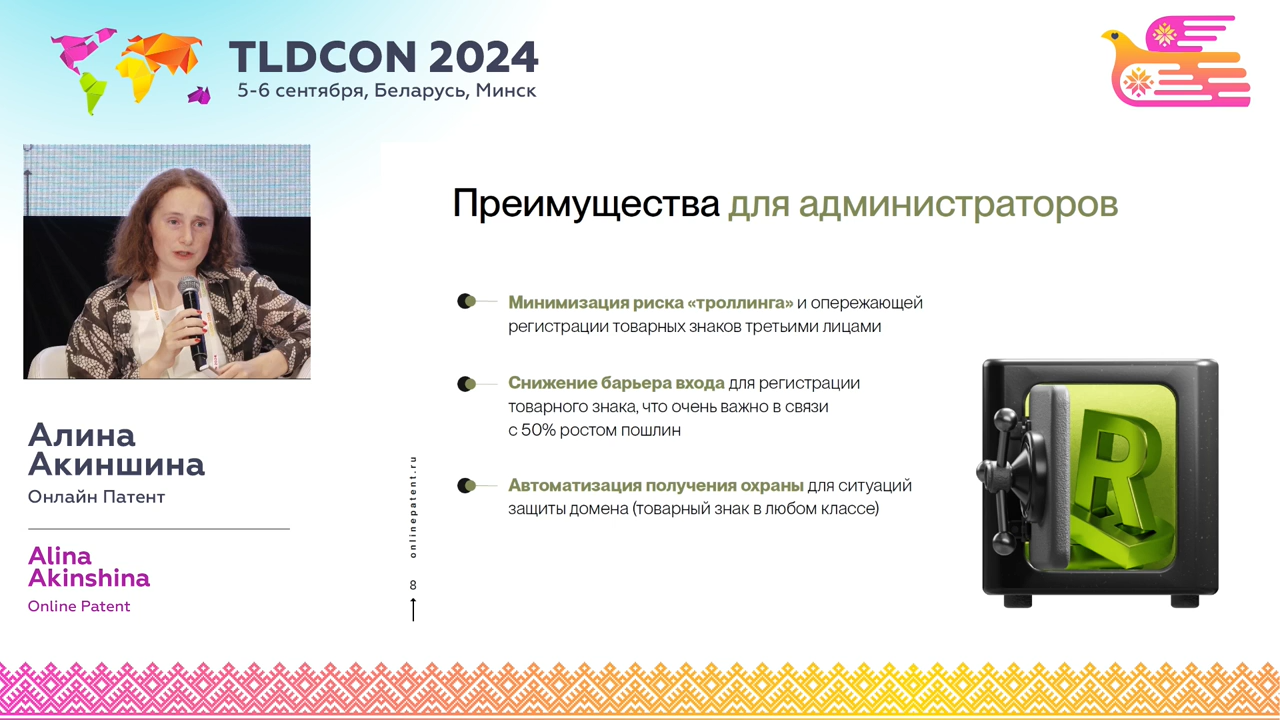 TLDCON 2024
5-6 сентября, Беларусь, Минск
Алина
Акиншина
Онлайн Патент
Alina
Akinshina
Online Patent
onlinepatent.ru
8
Преимущества для администраторов
Минимизация риска «троллинга» и опережающей
регистрации товарных знаков третьими лицами
Снижение барьера входа для регистрации
товарного знака, что очень важно в связи
с 50% ростом пошлин
Автоматизация получения охраны для ситуаций
защиты домена (товарный знак в любом классе)
R